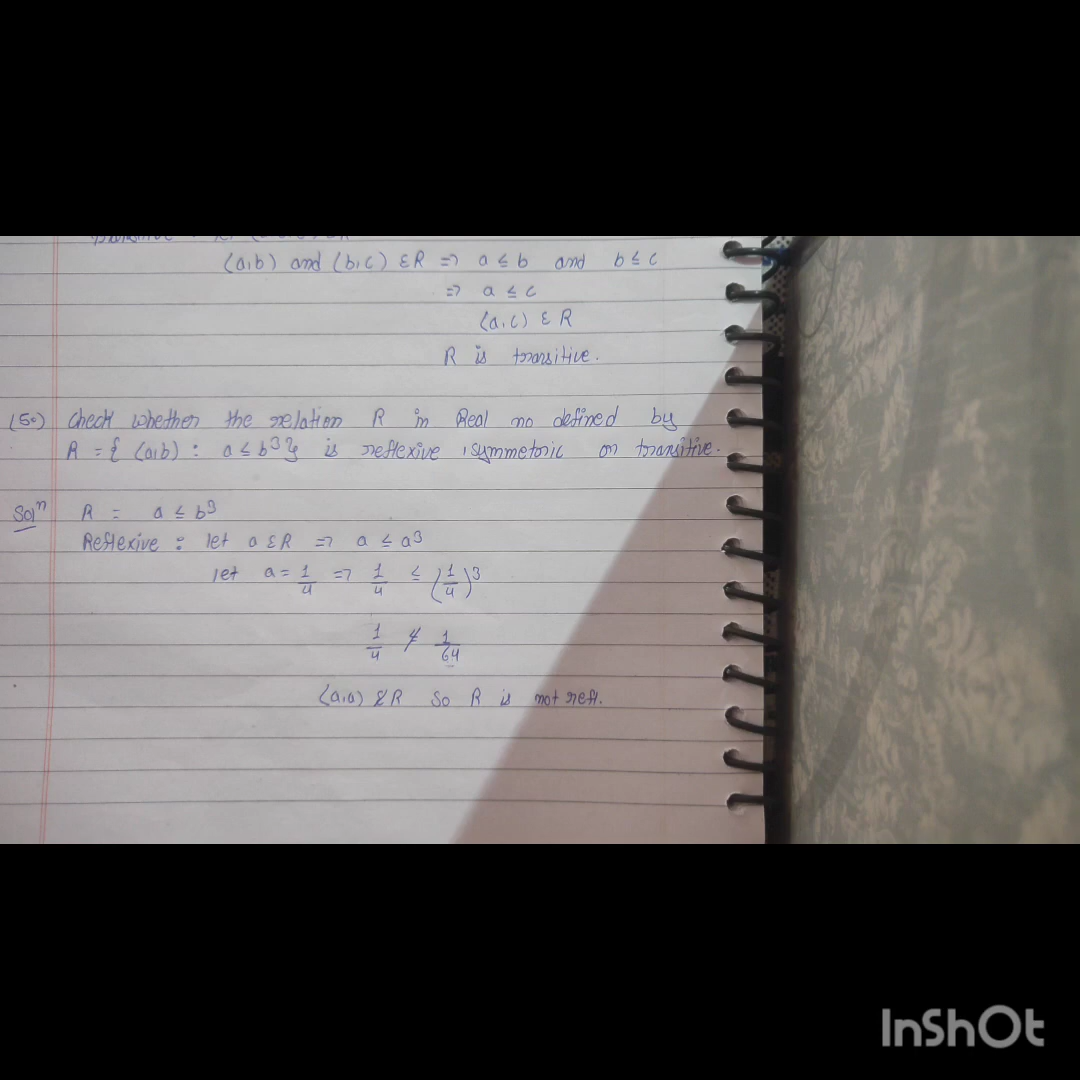 (a,b) and (b,c) ɛR => a ≤ b and b ≤ c
=> a ≤ c
(a,c) ɛ R
R is transitive.
(50) Check whether the relation R in Real no defined by
R = { (a,b) : a ≤ b³} is reflexive, symmetric or transitive.
Solⁿ R = a ≤ b³
Reflexive : let a ɛ R => a ≤ a³
let a = 1/4 => 1/4 ≤ (1/4)³
1/4 ≰ 1/64
(a,a) ∉ R So R is not refl.
InShOt